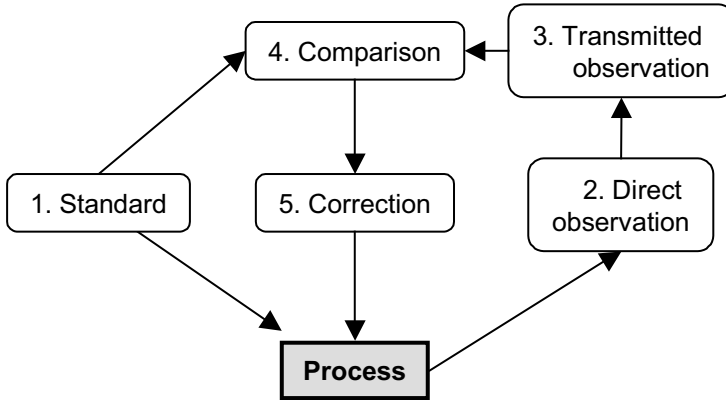 4. Comparison
3. Transmitted
observation
1. Standard
5. Correction
2. Direct
observation
Process